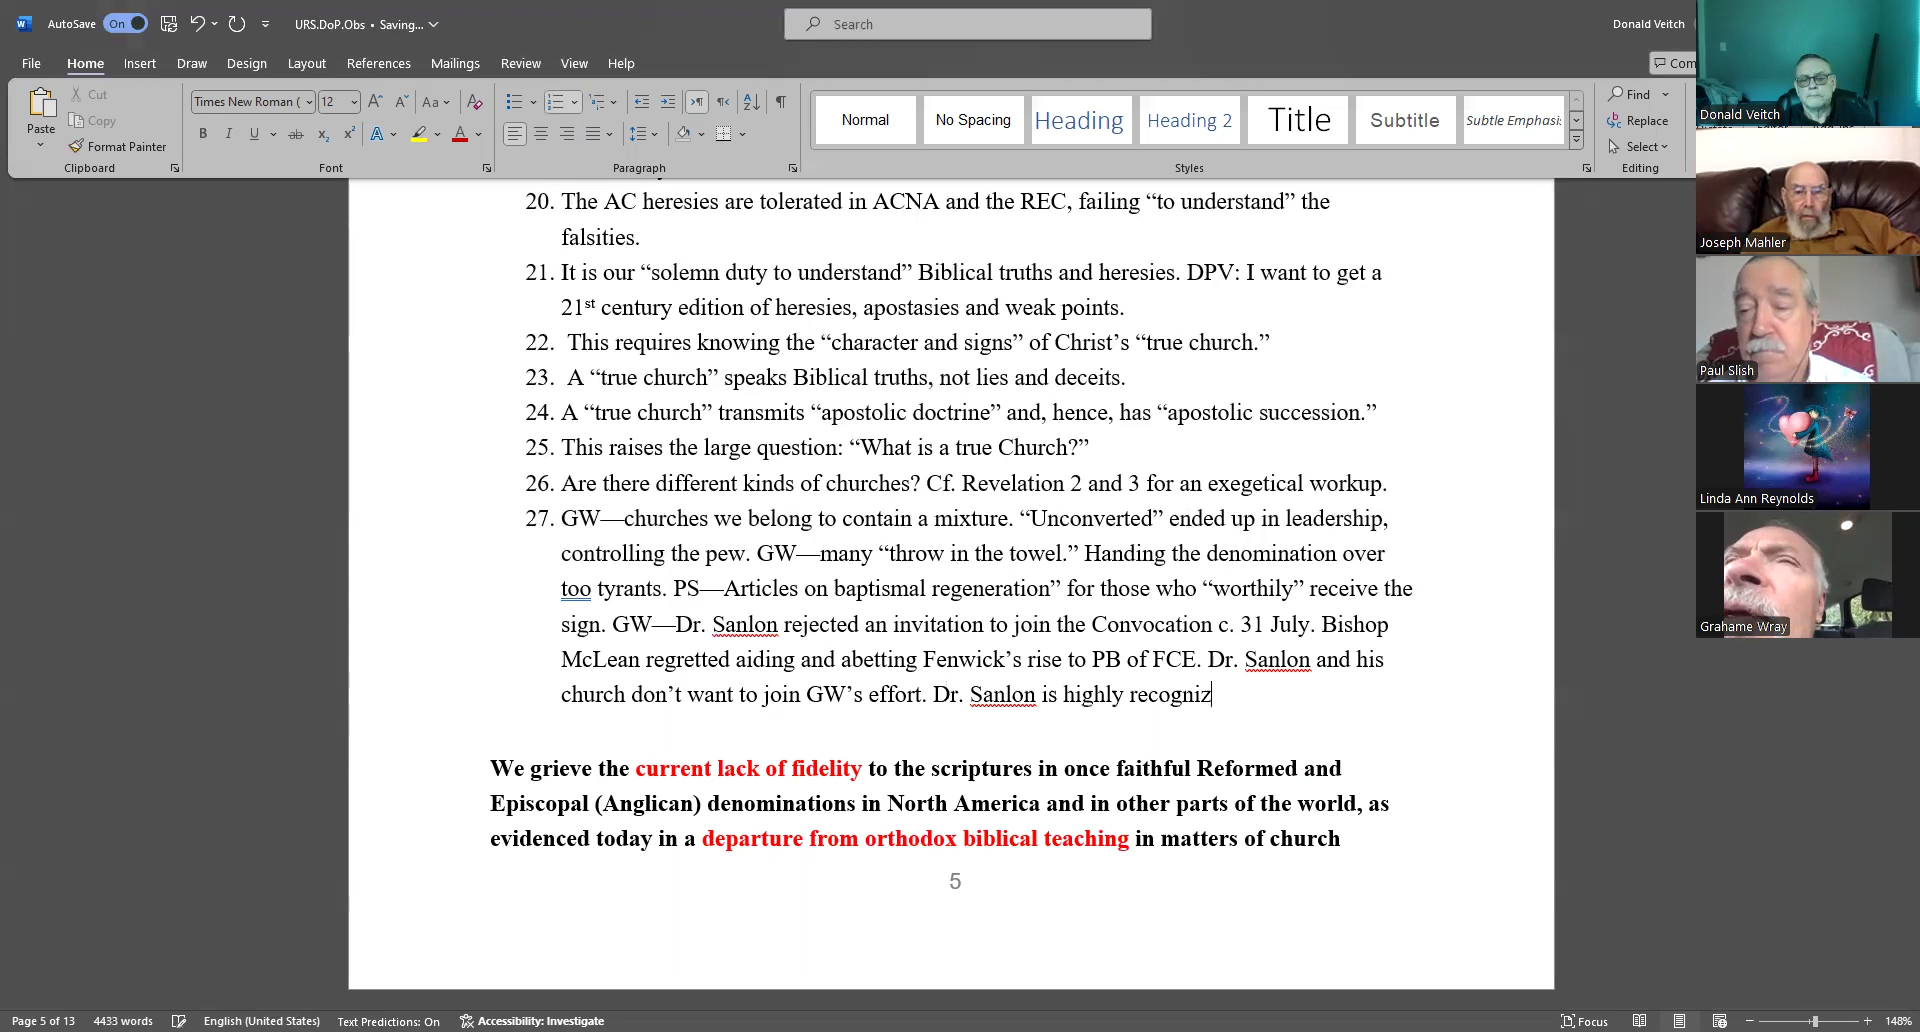 AutoSave On URS.DoP.Obs • Saving... Search Donald Veitch
File Home Insert Draw Design Layout References Mailings Review View Help Com
Paste Cut Copy Format Painter Clipboard
Times New Roman ( 12 Font
Paragraph
Normal No Spacing Heading Heading 2 Title Subtitle Subtle Emphasi: Styles
Find Replace Select Editing
20. The AC heresies are tolerated in ACNA and the REC, failing “to understand” the
falsities.
21. It is our “solemn duty to understand” Biblical truths and heresies. DPV: I want to get a
21st century edition of heresies, apostasies and weak points.
22. This requires knowing the “character and signs” of Christ’s “true church.”
23. A “true church” speaks Biblical truths, not lies and deceits.
24. A “true church” transmits “apostolic doctrine” and, hence, has “apostolic succession.”
25. This raises the large question: “What is a true Church?”
26. Are there different kinds of churches? Cf. Revelation 2 and 3 for an exegetical workup.
27. GW—churches we belong to contain a mixture. “Unconverted” ended up in leadership,
controlling the pew. GW—many “throw in the towel.” Handing the denomination over
too tyrants. PS—Articles on baptismal regeneration” for those who “worthily” receive the
sign. GW—Dr. Sanlon rejected an invitation to join the Convocation c. 31 July. Bishop
McLean regretted aiding and abetting Fenwick’s rise to PB of FCE. Dr. Sanlon and his
church don’t want to join GW’s effort. Dr. Sanlon is highly recogniz
We grieve the current lack of fidelity to the scriptures in once faithful Reformed and
Episcopal (Anglican) denominations in North America and in other parts of the world, as
evidenced today in a departure from orthodox biblical teaching in matters of church
5
Donald Veitch
Joseph Mahler
Paul Slish
Linda Ann Reynolds
Grahame Wray
Page 5 of 13 4433 words English (United States) Text Predictions: On Accessibility: Investigate Focus 148%